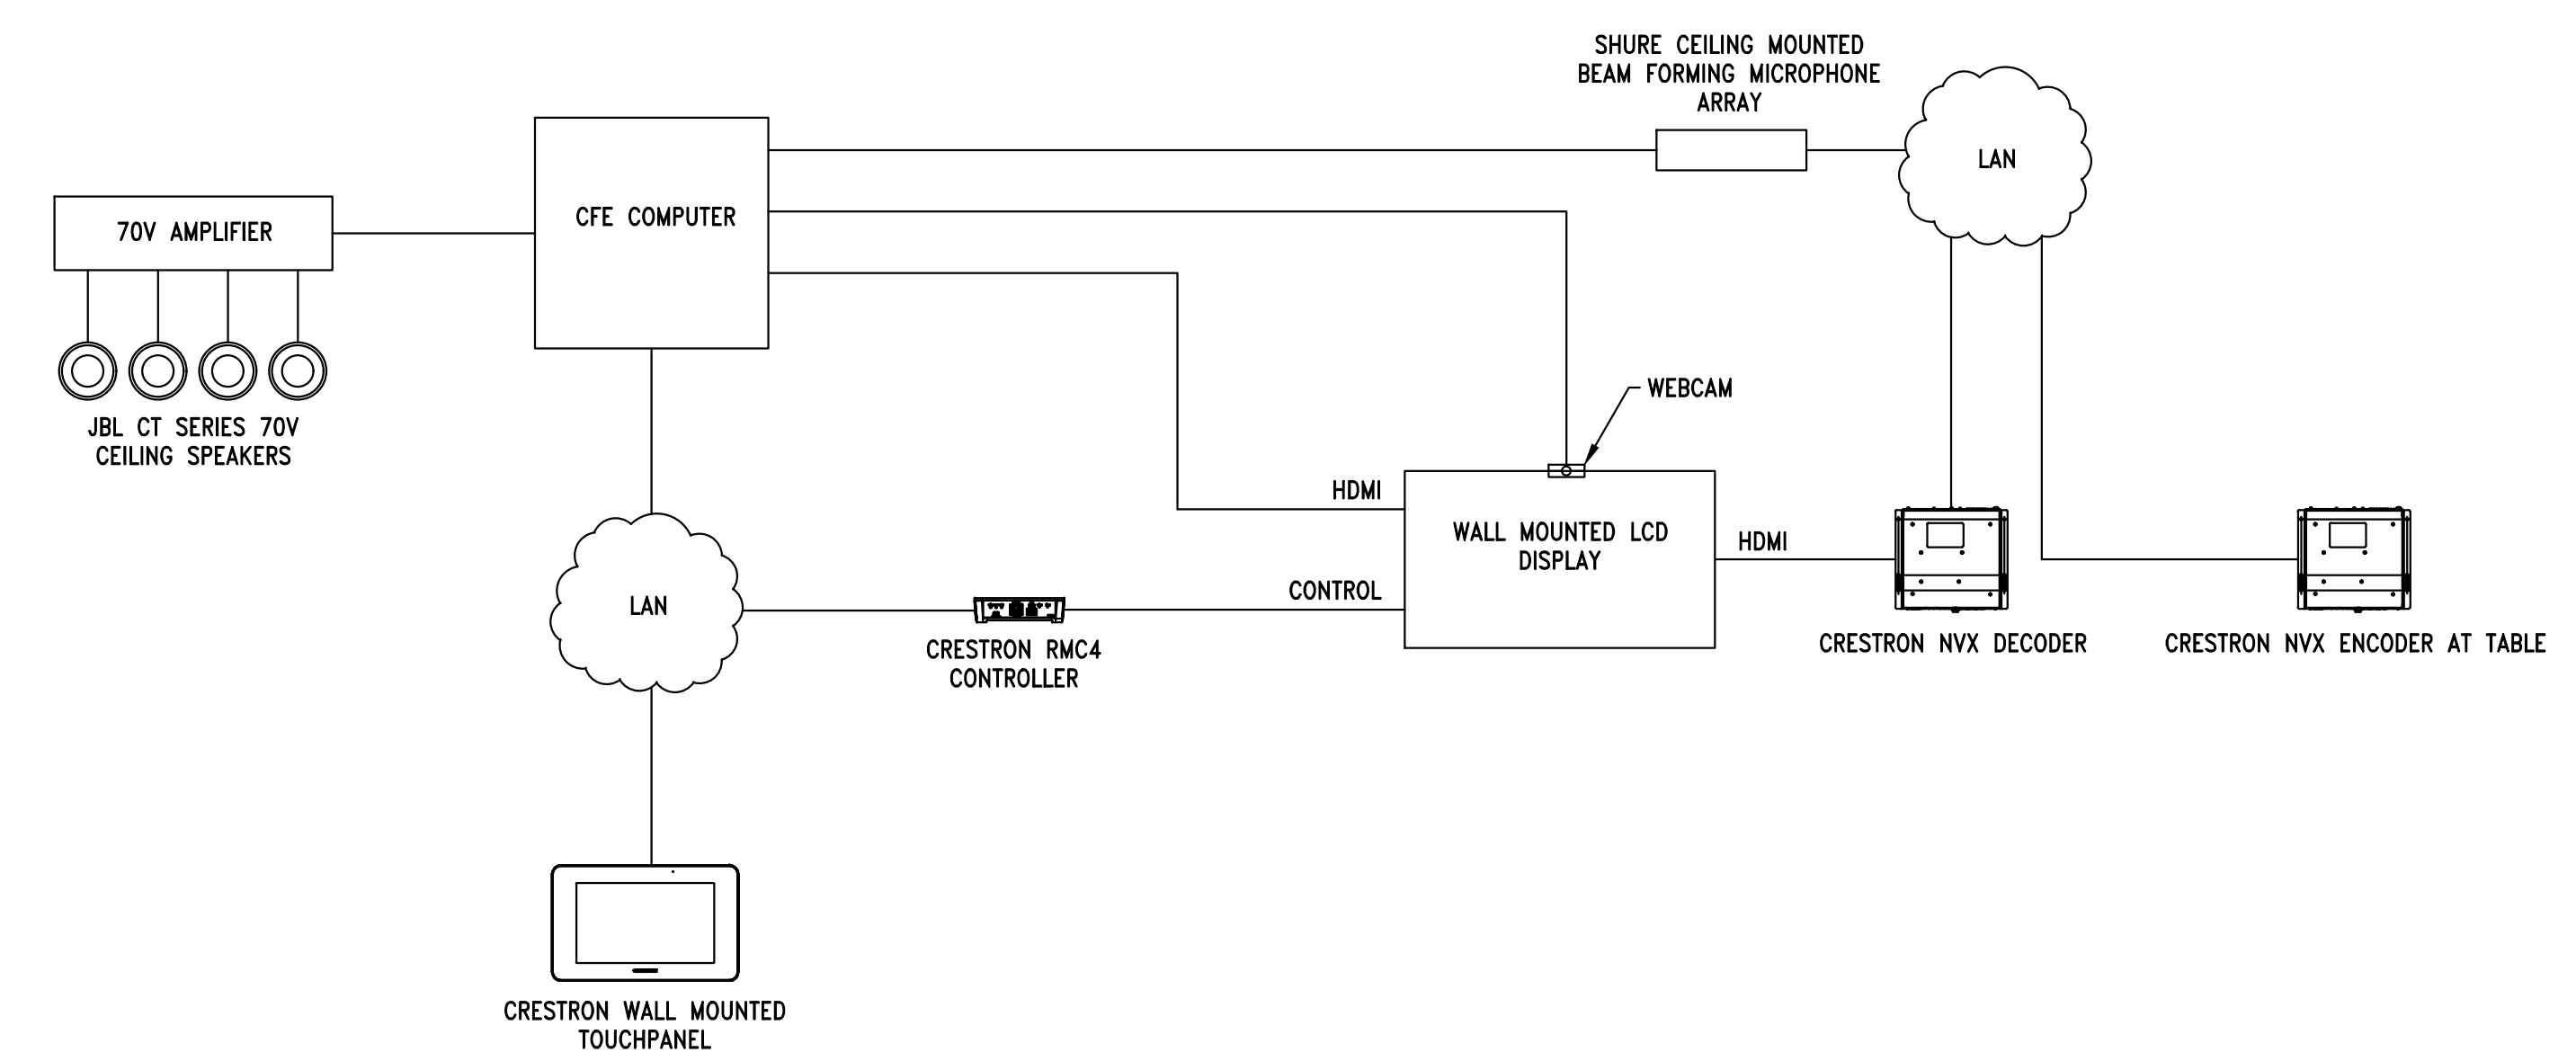 SHURE CEILING MOUNTED
BEAM FORMING MICROPHONE
ARRAY
LAN
CFE COMPUTER
70V AMPLIFIER
WEBCAM
JBL CT SERIES 70V
CEILING SPEAKERS
HDMI
WALL MOUNTED LCD
DISPLAY
HDMI
CONTROL
LAN
CRESTRON RMC4
CONTROLLER
CRESTRON NVX DECODER
CRESTRON NVX ENCODER AT TABLE
CRESTRON WALL MOUNTED
TOUCHPANEL